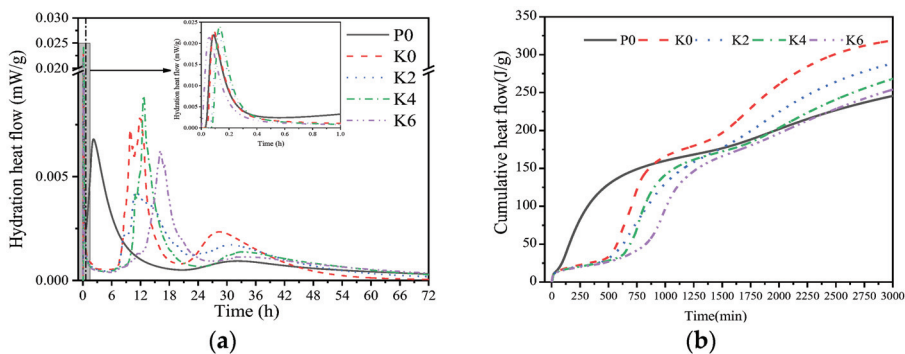 (a)
Hydration heat flow (mW/g)
0.030
0.025
0.020
0.005
0.000
0 6 12 18 24 30 36 42 48 54 60 66 72
Time (h)
P0
K0
K2
K4
K6
Hydration heat flow (mW/g)
0.025
0.020
0.015
0.010
0.005
0.000
0.0 0.2 0.4 0.6 0.8 1.0
Time (h)
(b)
Cumulative heat flow(J/g)
350
300
250
200
150
100
50
0
P0 K0 K2 K4 K6
0 250 500 750 1000 1250 1500 1750 2000 2250 2500 2750 3000
Time(min)